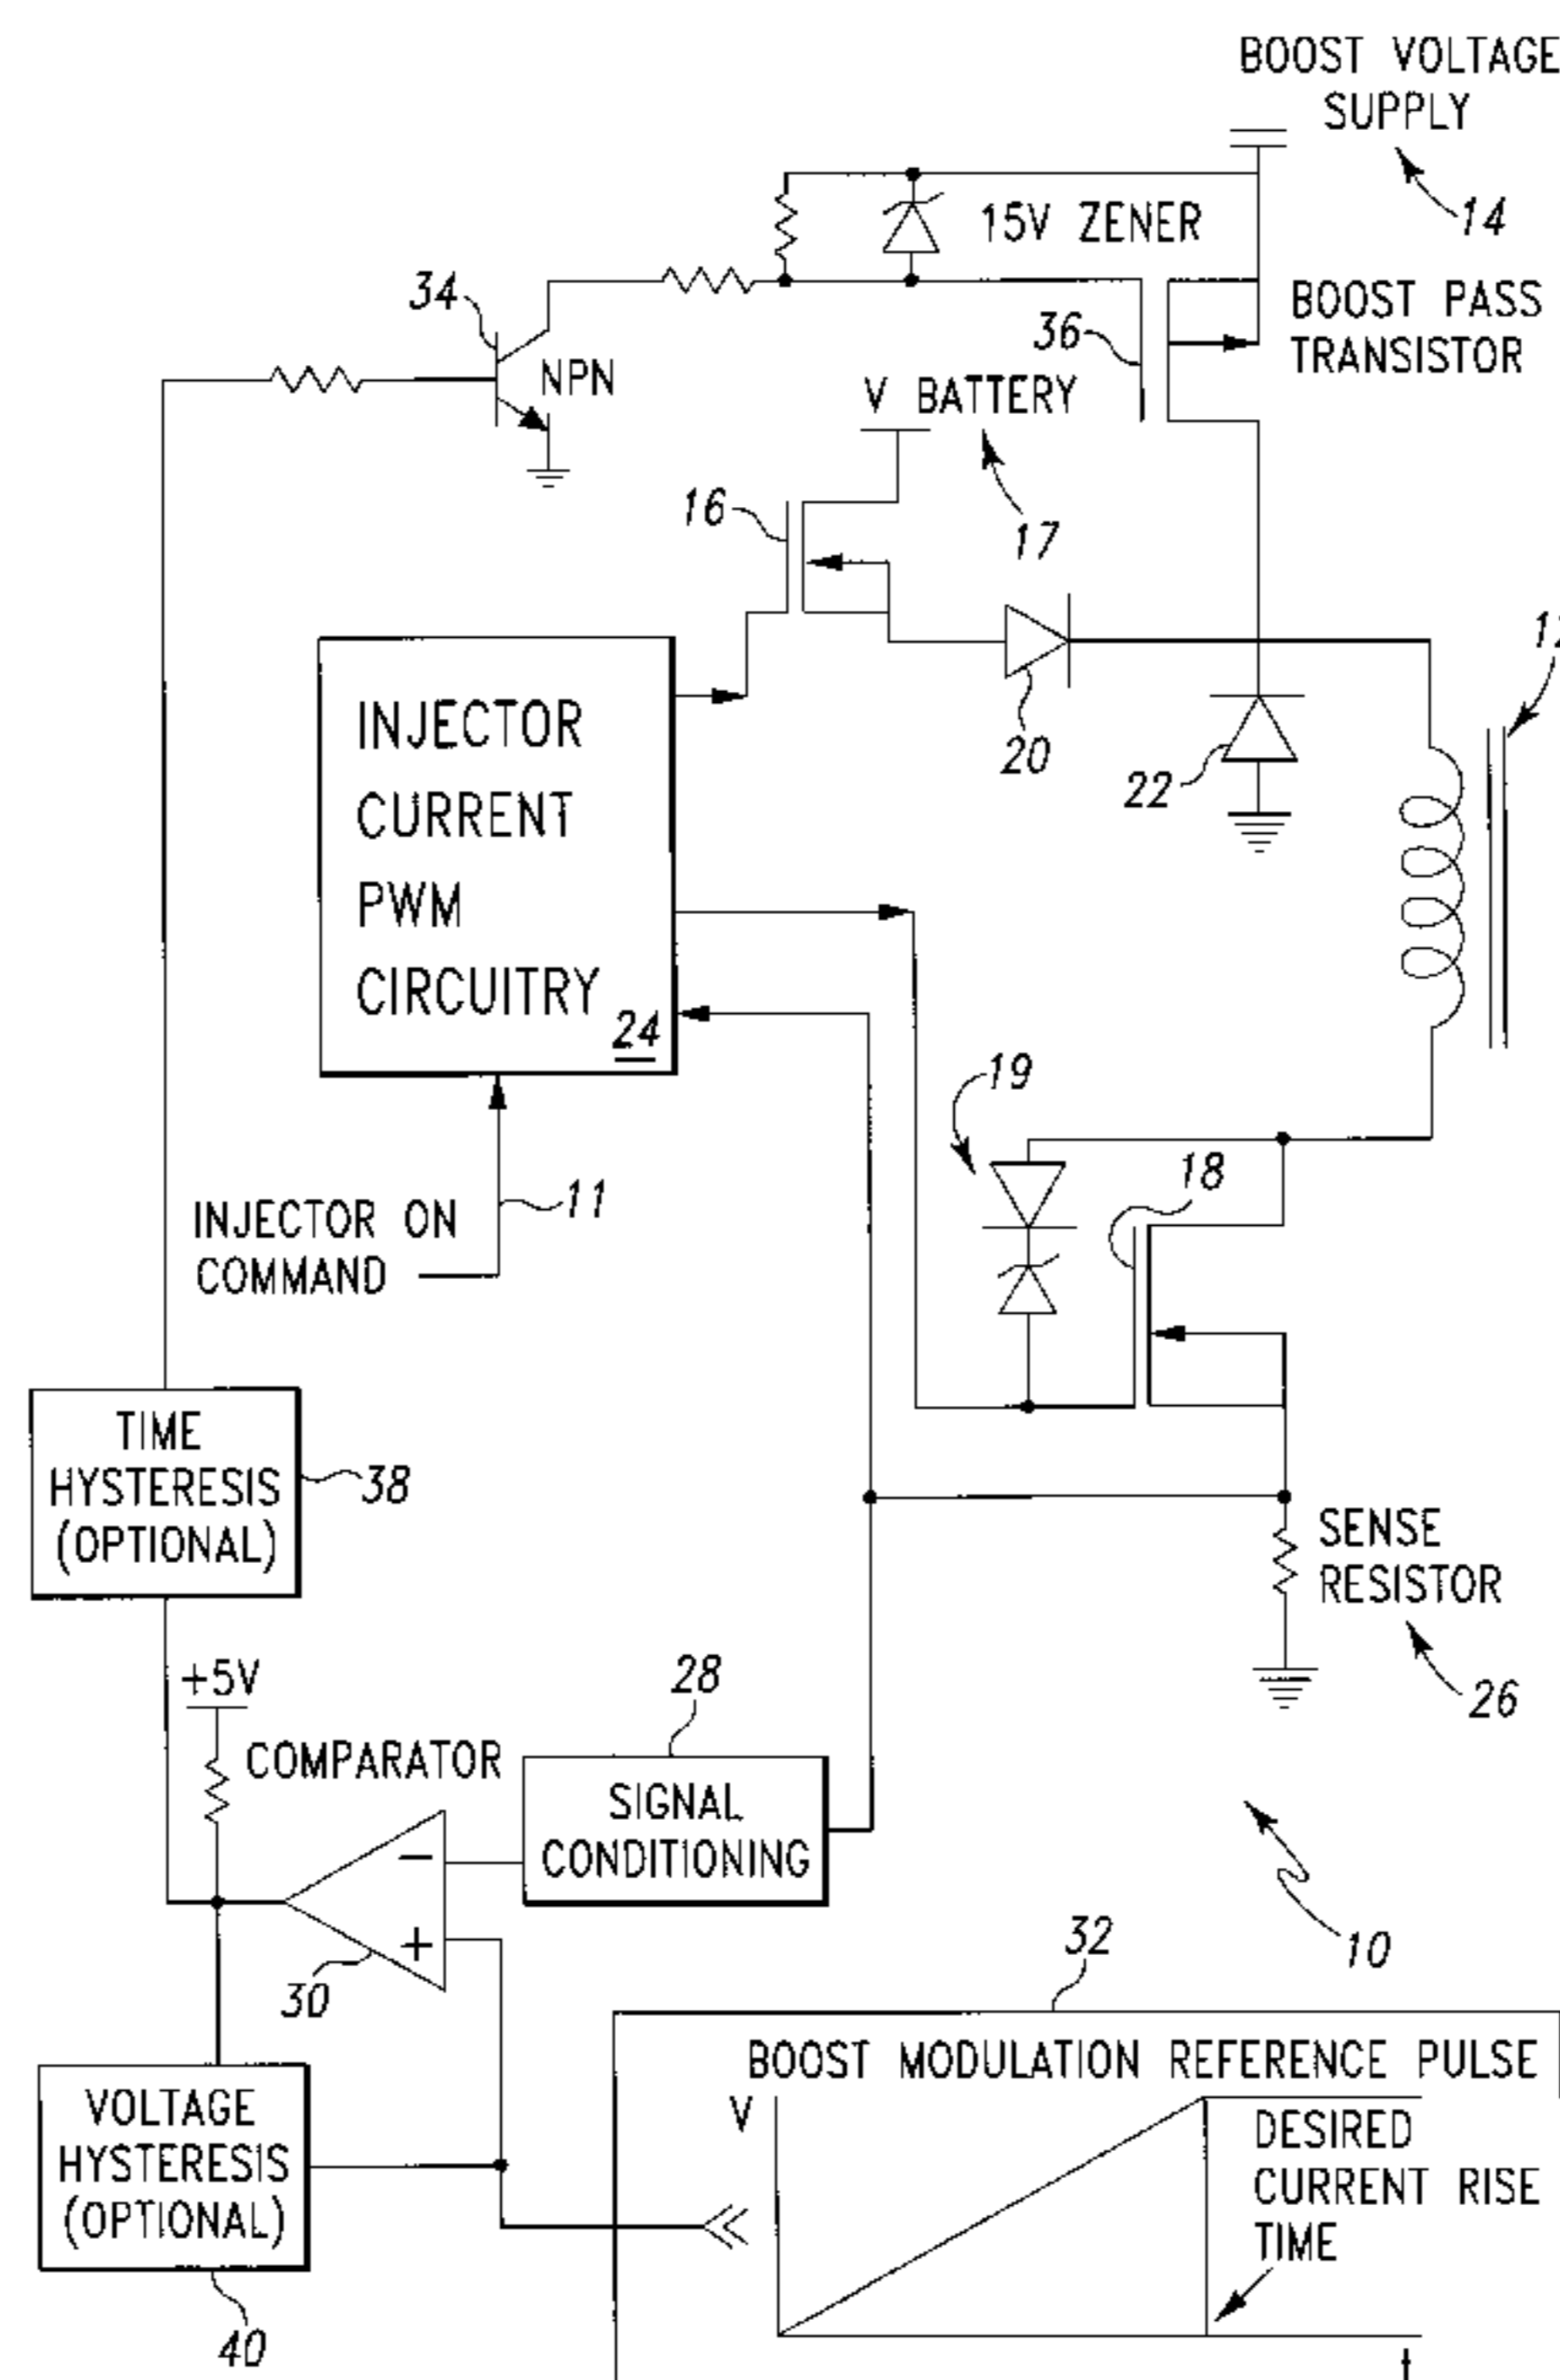 BOOST VOLTAGE
SUPPLY
14
15V ZENER
34
NPN
36
BOOST PASS
TRANSISTOR
V BATTERY
16
17
12
20
22
INJECTOR
CURRENT
PWM
CIRCUITRY
24
19
18
11
INJECTOR ON
COMMAND
TIME
HYSTERESIS
(OPTIONAL)
38
SENSE
RESISTOR
26
+5V
COMPARATOR
28
SIGNAL
CONDITIONING
−
+
30
32
10
BOOST MODULATION REFERENCE PULSE
V
DESIRED
CURRENT RISE
TIME
VOLTAGE
HYSTERESIS
(OPTIONAL)
40
t